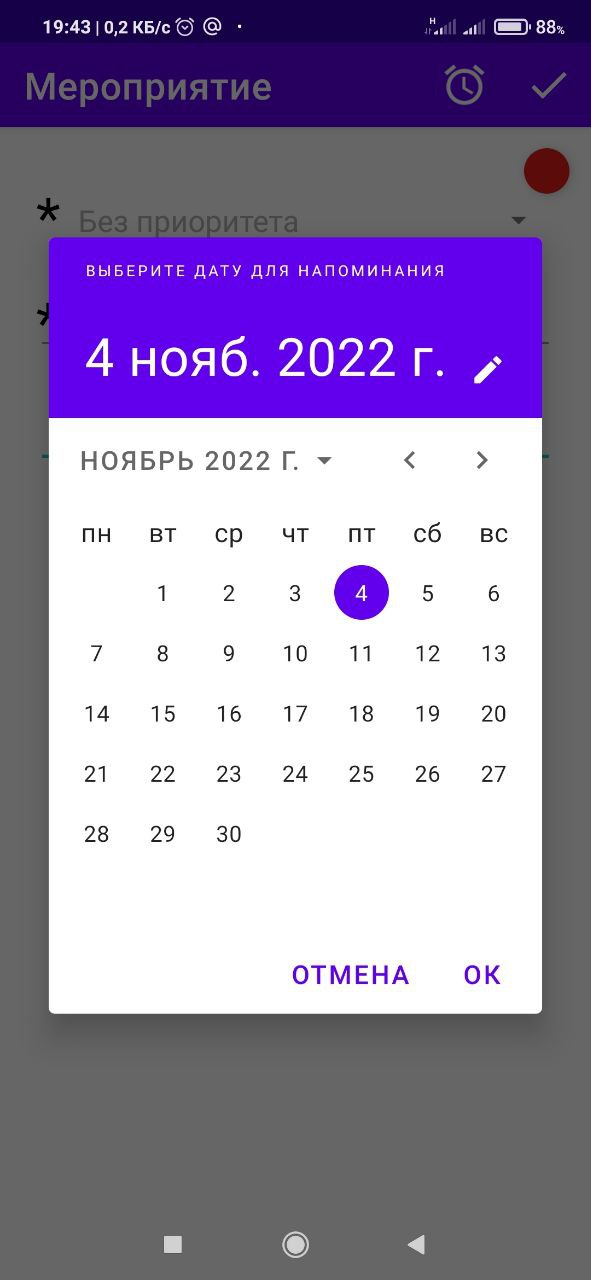 19:43 | 0,2 КБ/с
H
88%
Мероприятие
* Без приоритета
*
ВЫБЕРИТЕ ДАТУ ДЛЯ НАПОМИНАНИЯ
4 нояб. 2022 г.
НОЯБРЬ 2022 Г.
пн вт ср чт пт сб вс
1 2 3 4 5 6
7 8 9 10 11 12 13
14 15 16 17 18 19 20
21 22 23 24 25 26 27
28 29 30
ОТМЕНА ОК